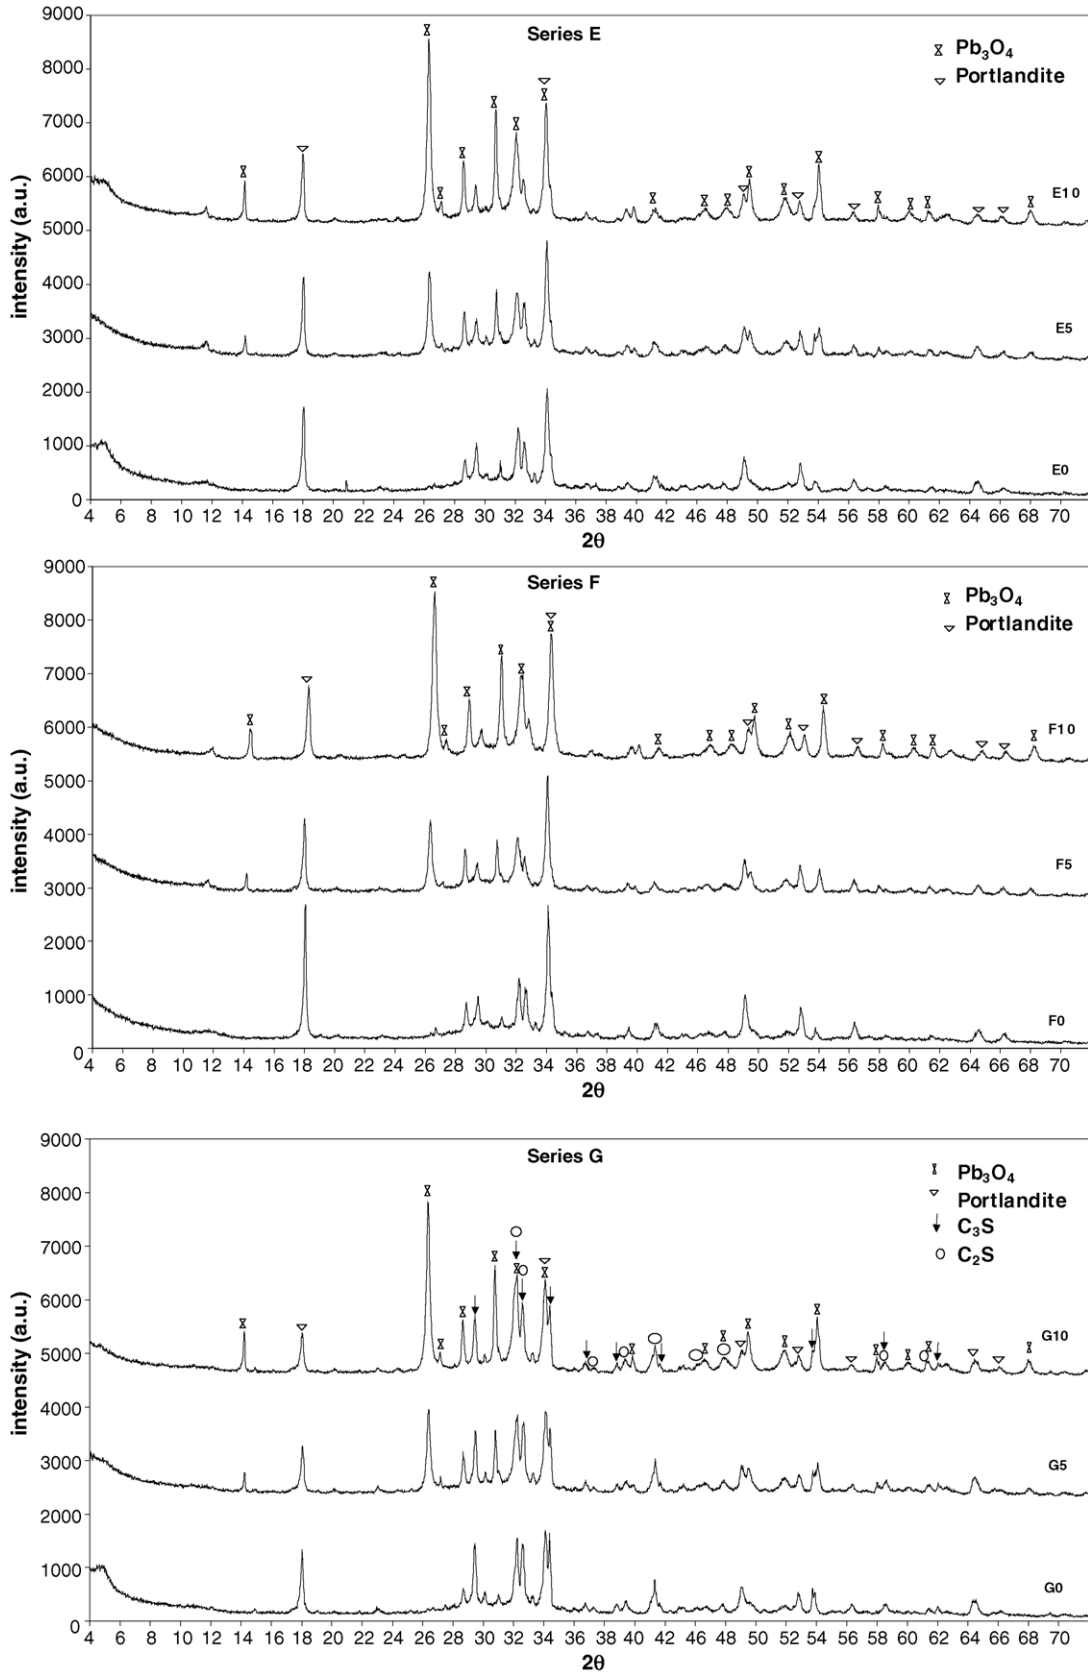 Series E
Pb₃O₄
Portlandite
9000
8000
7000
6000
5000
4000
3000
2000
1000
0
intensity (a.u.)
E10
E5
E0
4 6 8 10 12 14 16 18 20 22 24 26 28 30 32 34 36 38 40 42 44 46 48 50 52 54 56 58 60 62 64 66 68 70
2θ
Series F
Pb₃O₄
Portlandite
9000
8000
7000
6000
5000
4000
3000
2000
1000
0
intensity (a.u.)
F10
F5
F0
4 6 8 10 12 14 16 18 20 22 24 26 28 30 32 34 36 38 40 42 44 46 48 50 52 54 56 58 60 62 64 66 68 70
2θ
Series G
Pb₃O₄
Portlandite
C₃S
C₂S
9000
8000
7000
6000
5000
4000
3000
2000
1000
0
intensity (a.u.)
G10
G5
G0
4 6 8 10 12 14 16 18 20 22 24 26 28 30 32 34 36 38 40 42 44 46 48 50 52 54 56 58 60 62 64 66 68 70
2θ